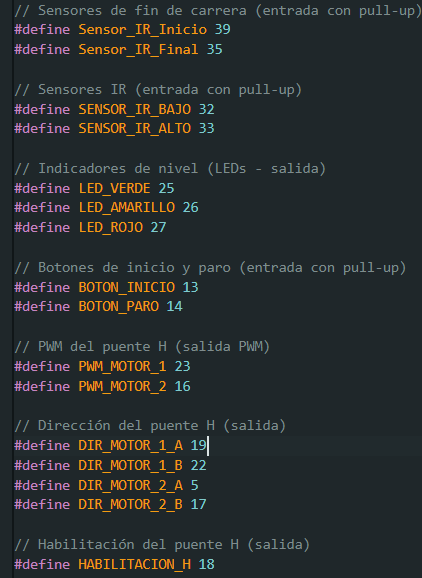 // Sensores de fin de carrera (entrada con pull-up)
#define Sensor_IR_Inicio 39
#define Sensor_IR_Final 35
// Sensores IR (entrada con pull-up)
#define SENSOR_IR_BAJO 32
#define SENSOR_IR_ALTO 33
// Indicadores de nivel (LEDs - salida)
#define LED_VERDE 25
#define LED_AMARILLO 26
#define LED_ROJO 27
// Botones de inicio y paro (entrada con pull-up)
#define BOTON_INICIO 13
#define BOTON_PARO 14
// PWM del puente H (salida PWM)
#define PWM_MOTOR_1 23
#define PWM_MOTOR_2 16
// Dirección del puente H (salida)
#define DIR_MOTOR_1_A 19
#define DIR_MOTOR_1_B 22
#define DIR_MOTOR_2_A 5
#define DIR_MOTOR_2_B 17
// Habilitación del puente H (salida)
#define HABILITACION_H 18